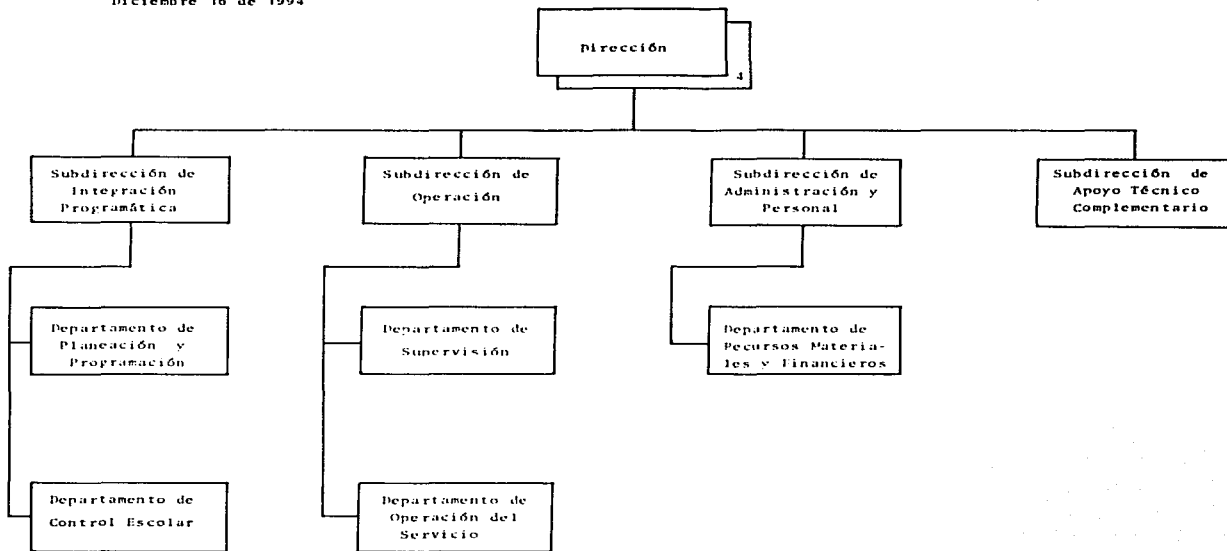 Diciembre 16 de 1994
Dirección
4
Subdirección de
Integración
Programática
Subdirección de
Operación
Subdirección de
Administración y
Personal
Subdirección de
Apoyo Técnico
Complementario
Departamento de
Planeación y
Programación
Departamento de
Supervisión
Departamento de
Recursos Materia-
les y Financieros
Departamento de
Control Escolar
Departamento de
Operación del
Servicio